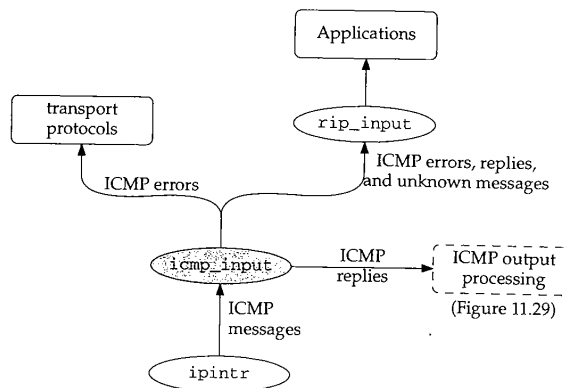 Applications
transport
protocols
rip_input
ICMP errors, replies,
and unknown messages
ICMP errors
icmp_input
ICMP
replies
ICMP output
processing
(Figure 11.29)
ICMP
messages
ipintr